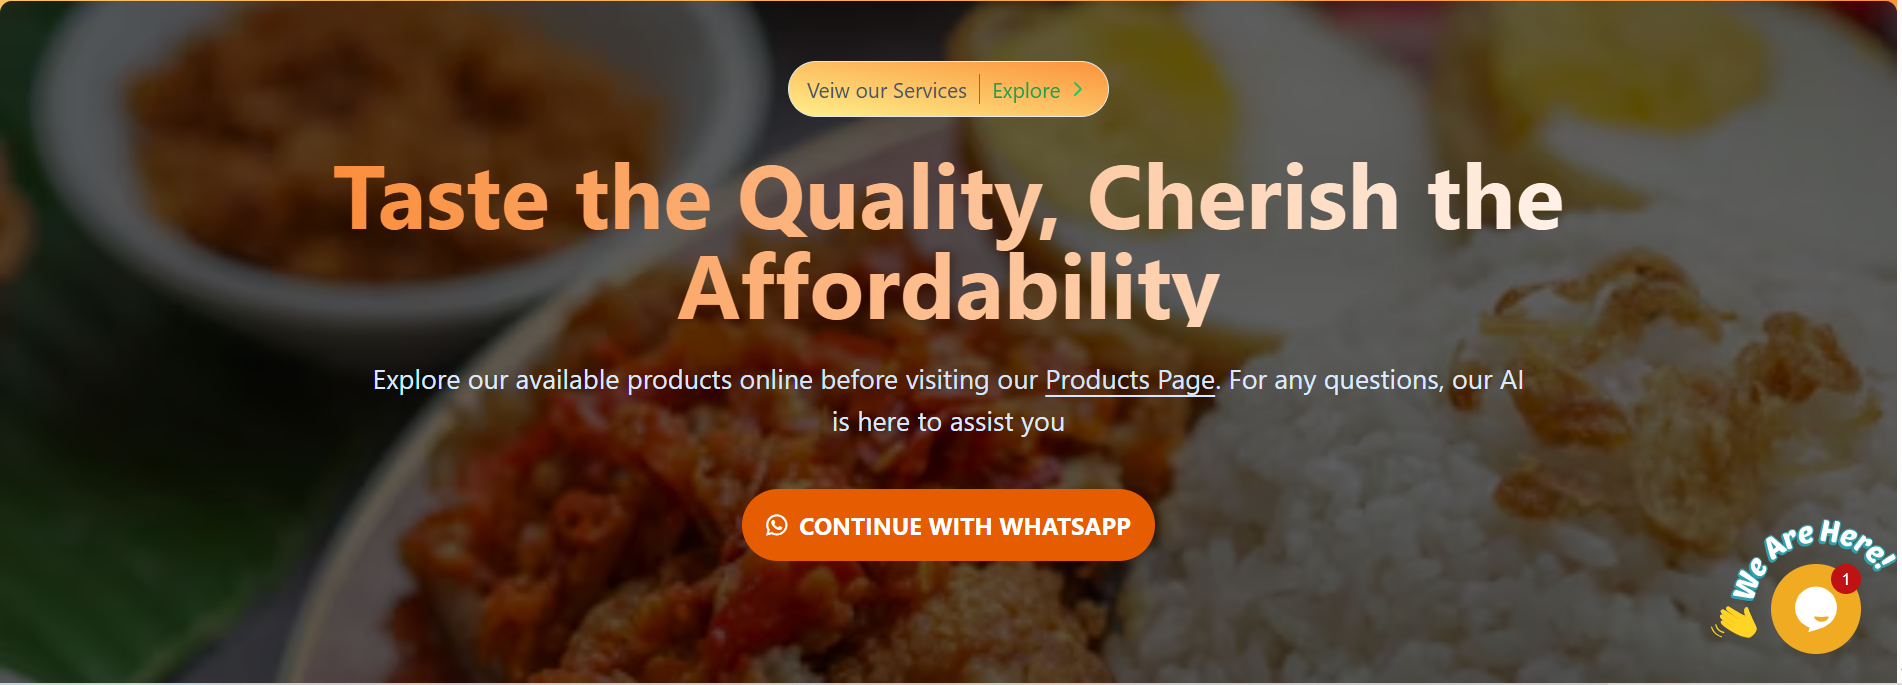 Veiw our Services Explore
Taste the Quality, Cherish the
Affordability
Explore our available products online before visiting our Products Page. For any questions, our AI
is here to assist you
CONTINUE WITH WHATSAPP
We Are Here!
1